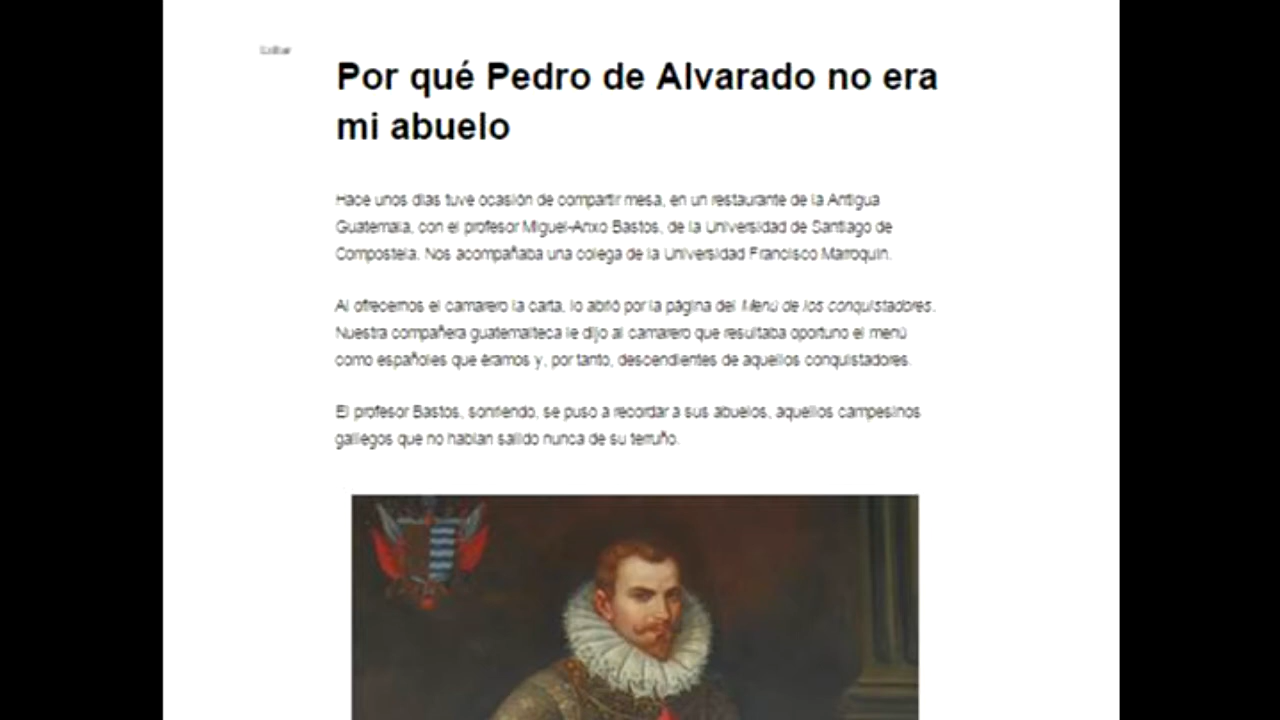 Editar
Por qué Pedro de Alvarado no era
mi abuelo
Hace unos días tuve ocasión de compartir mesa, en un restaurante de la Antigua
Guatemala, con el profesor Miguel-Anxo Bastos, de la Universidad de Santiago de
Compostela. Nos acompañaba una colega de la Universidad Francisco Marroquín.
Al ofrecernos el camarero la carta, lo abrió por la página del Menú de los conquistadores.
Nuestra compañera guatemalteca le dijo al camarero que resultaba oportuno el menú
como españoles que éramos y, por tanto, descendientes de aquellos conquistadores.
El profesor Bastos, sonriendo, se puso a recordar a sus abuelos, aquellos campesinos
gallegos que no habían salido nunca de su terruño.